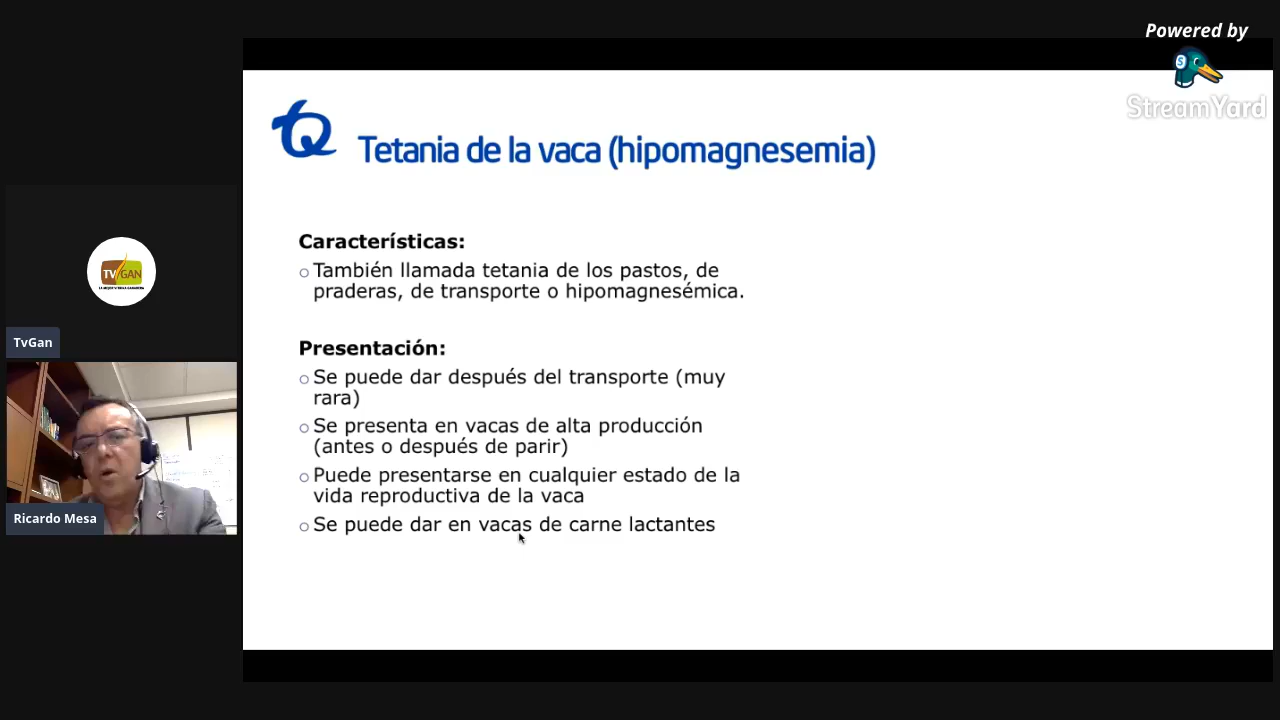 Powered by
StreamYard
tQ
Tetania de la vaca (hipomagnesemia)
Características:
También llamada tetania de los pastos, de
praderas, de transporte o hipomagnesémica.
Presentación:
Se puede dar después del transporte (muy
rara)
Se presenta en vacas de alta producción
(antes o después de parir)
Puede presentarse en cualquier estado de la
vida reproductiva de la vaca
Se puede dar en vacas de carne lactantes
TV GAN
TvGan
Ricardo Mesa